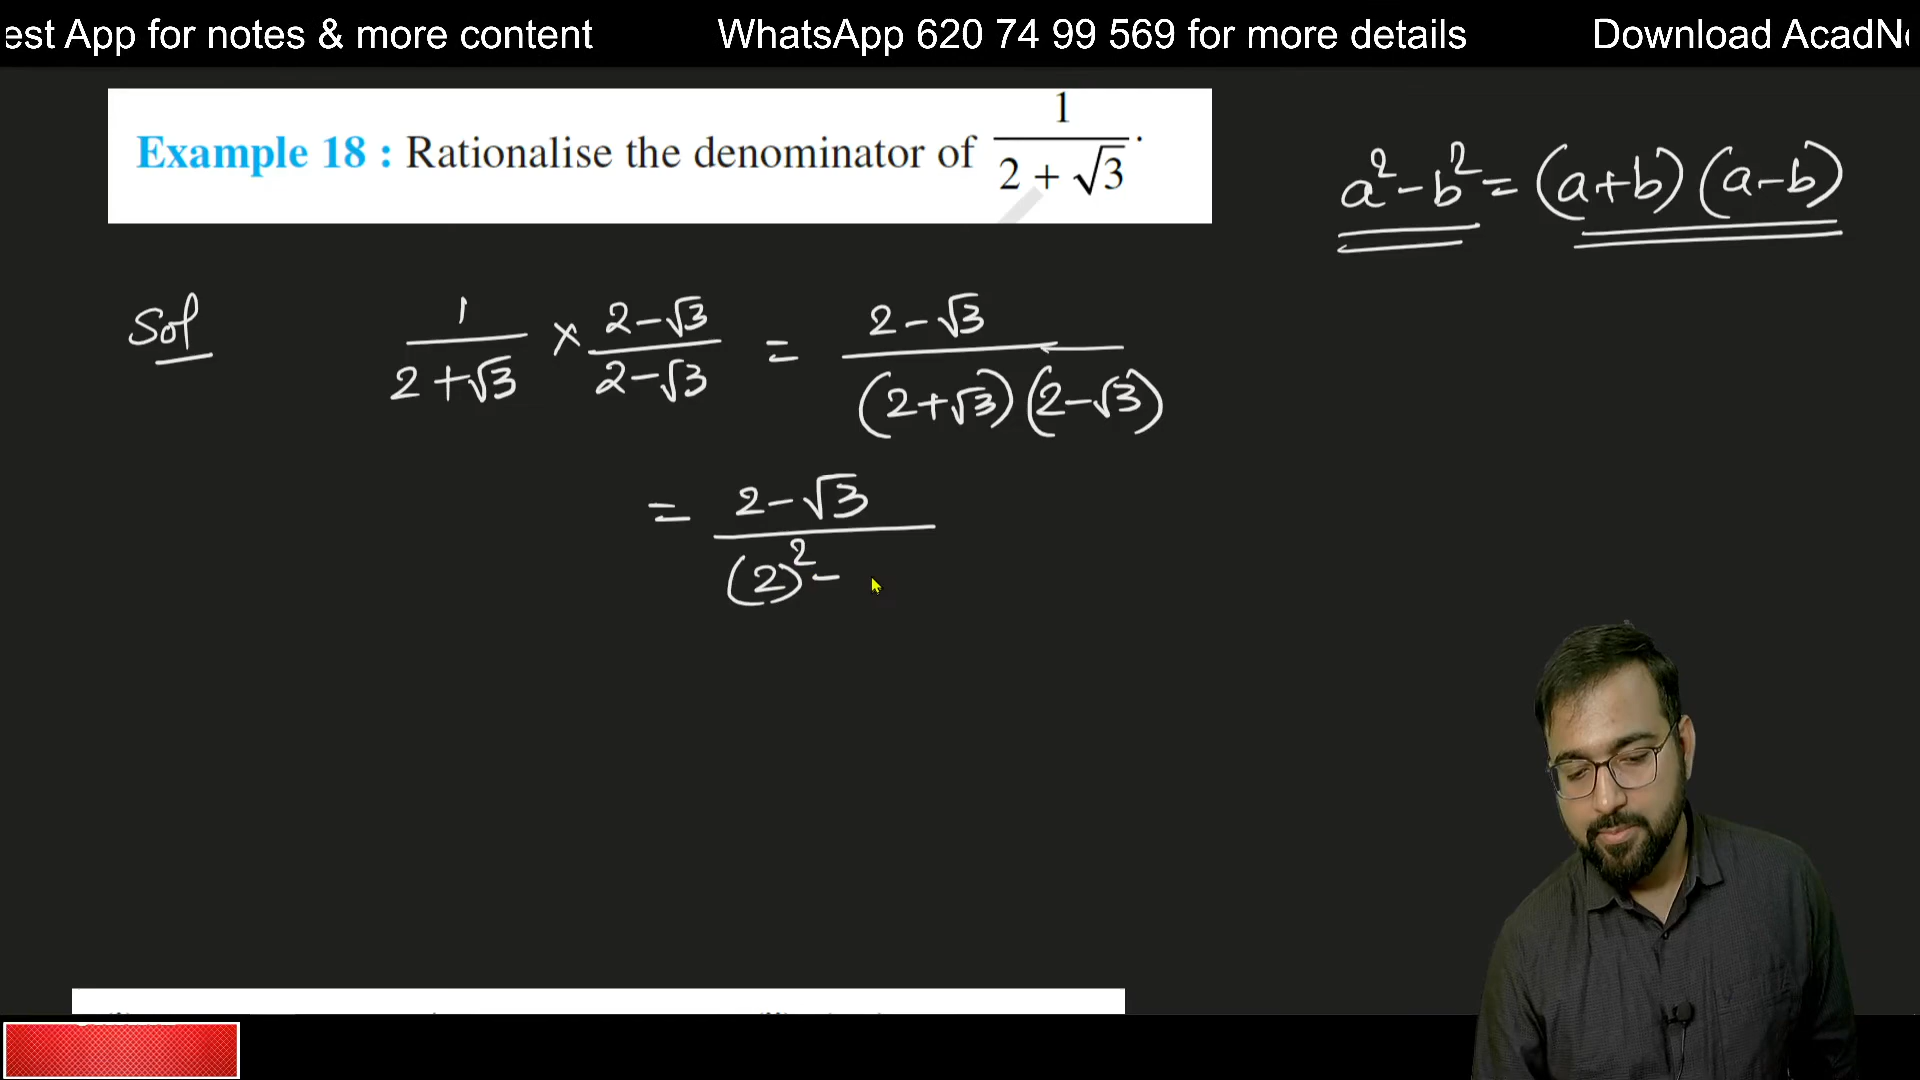 est App for notes & more content WhatsApp 620 74 99 569 for more details Download AcadN
Example 18 : Rationalise the denominator of 1/(2 + √3).
a² - b² = (a+b) (a-b)
Sol 1/(2+√3) × (2-√3)/(2-√3) = (2-√3)/((2+√3)(2-√3))
= (2-√3)/((2)² -